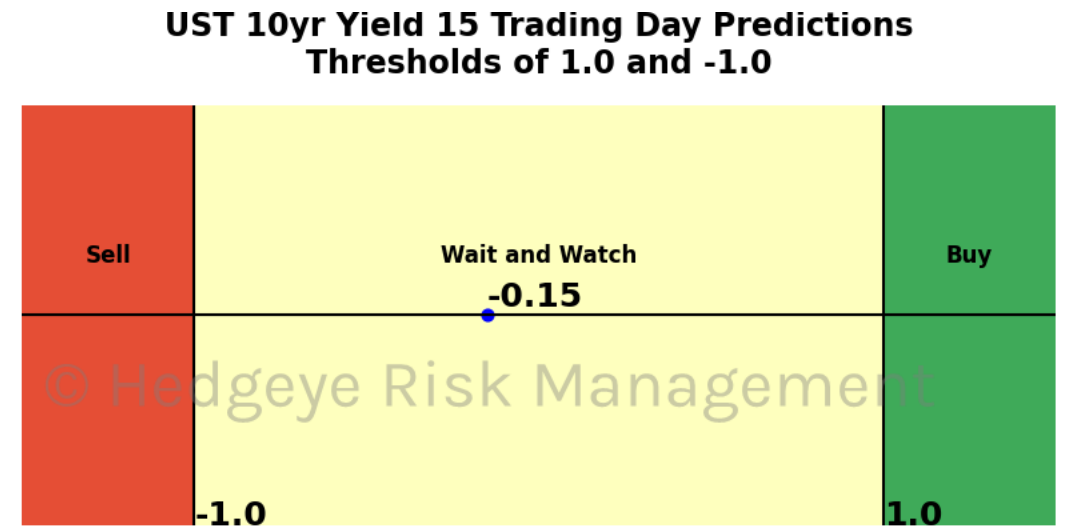 UST 10yr Yield 15 Trading Day Predictions
Thresholds of 1.0 and -1.0
Sell
Wait and Watch
Buy
-0.15
© Hedgeye Risk Management
-1.0
1.0